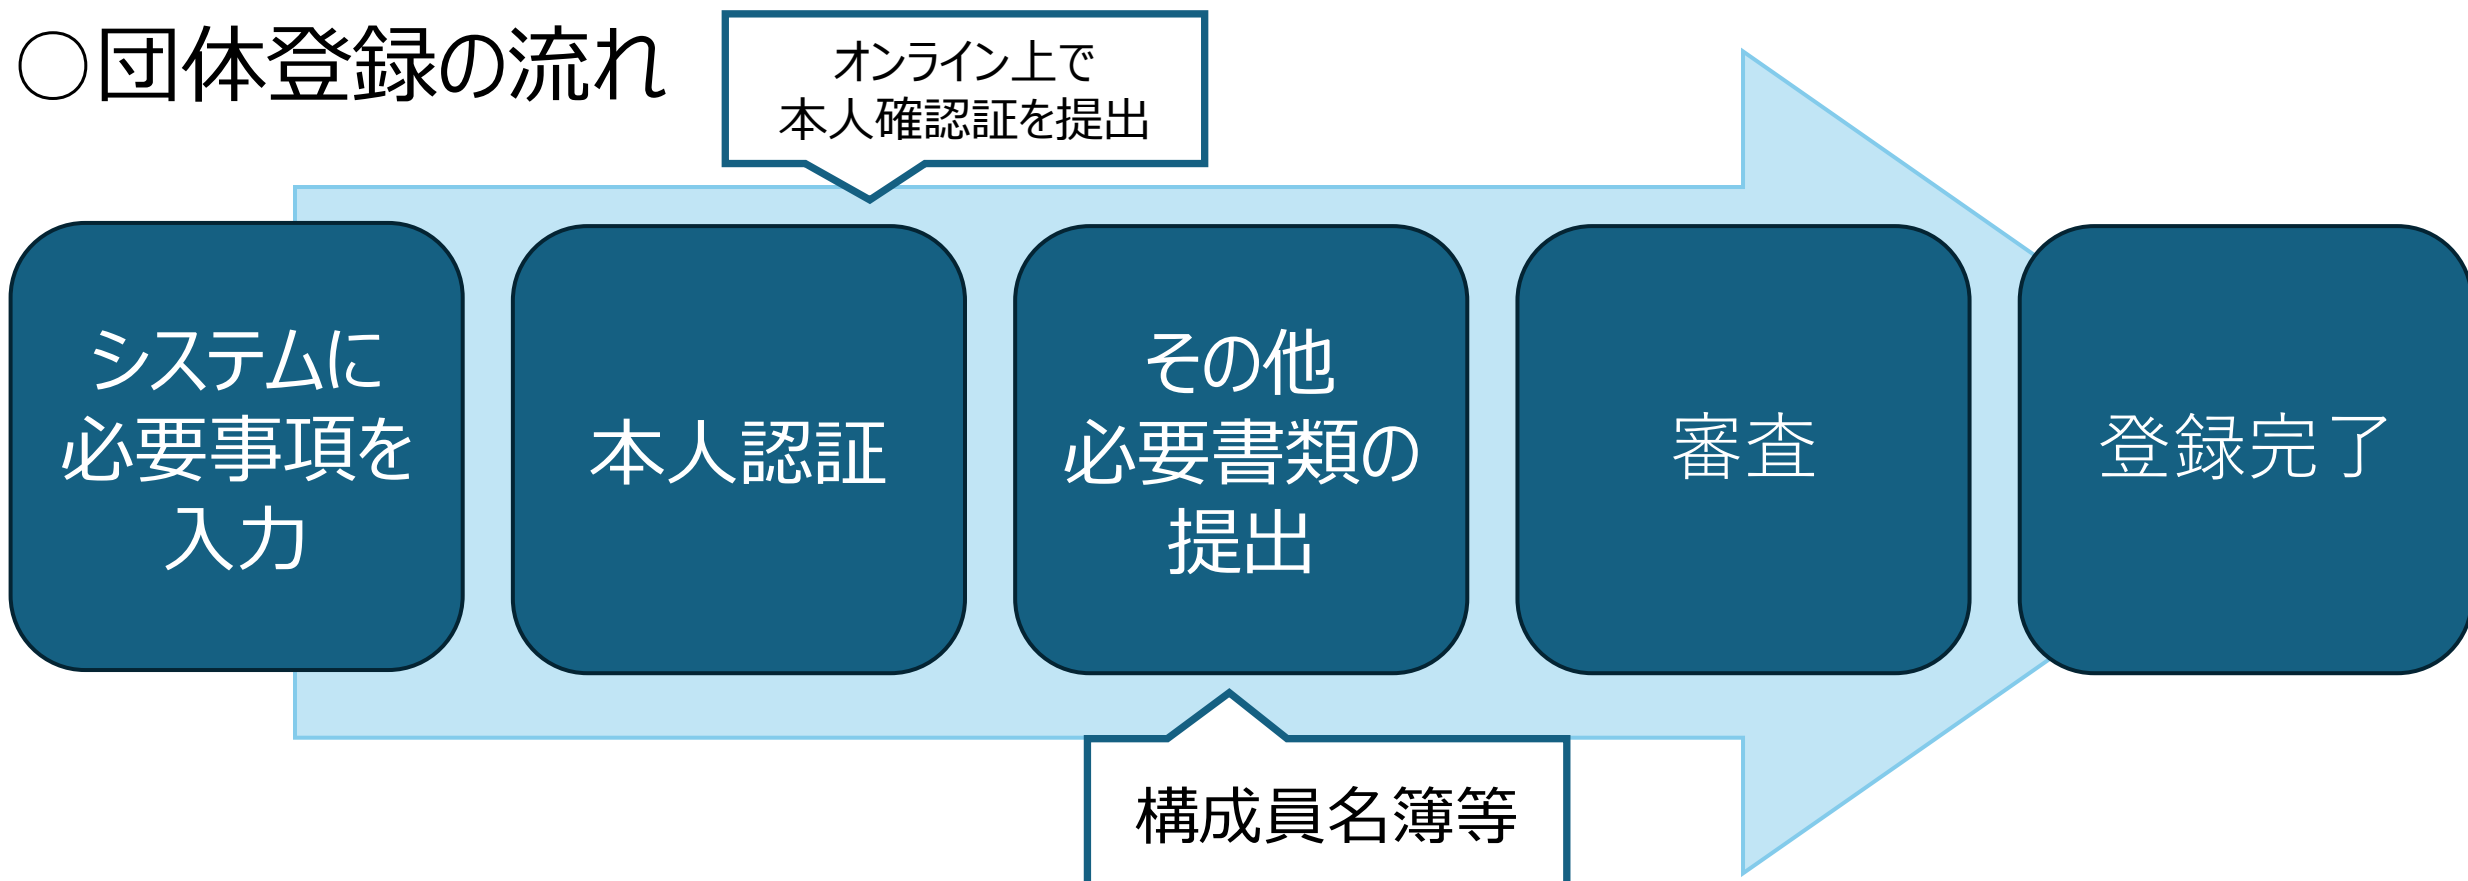 〇団体登録の流れ
オンライン上で
本人確認証を提出
システムに
必要事項を
入力
本人認証
その他
必要書類の
提出
審査
登録完了
構成員名簿等